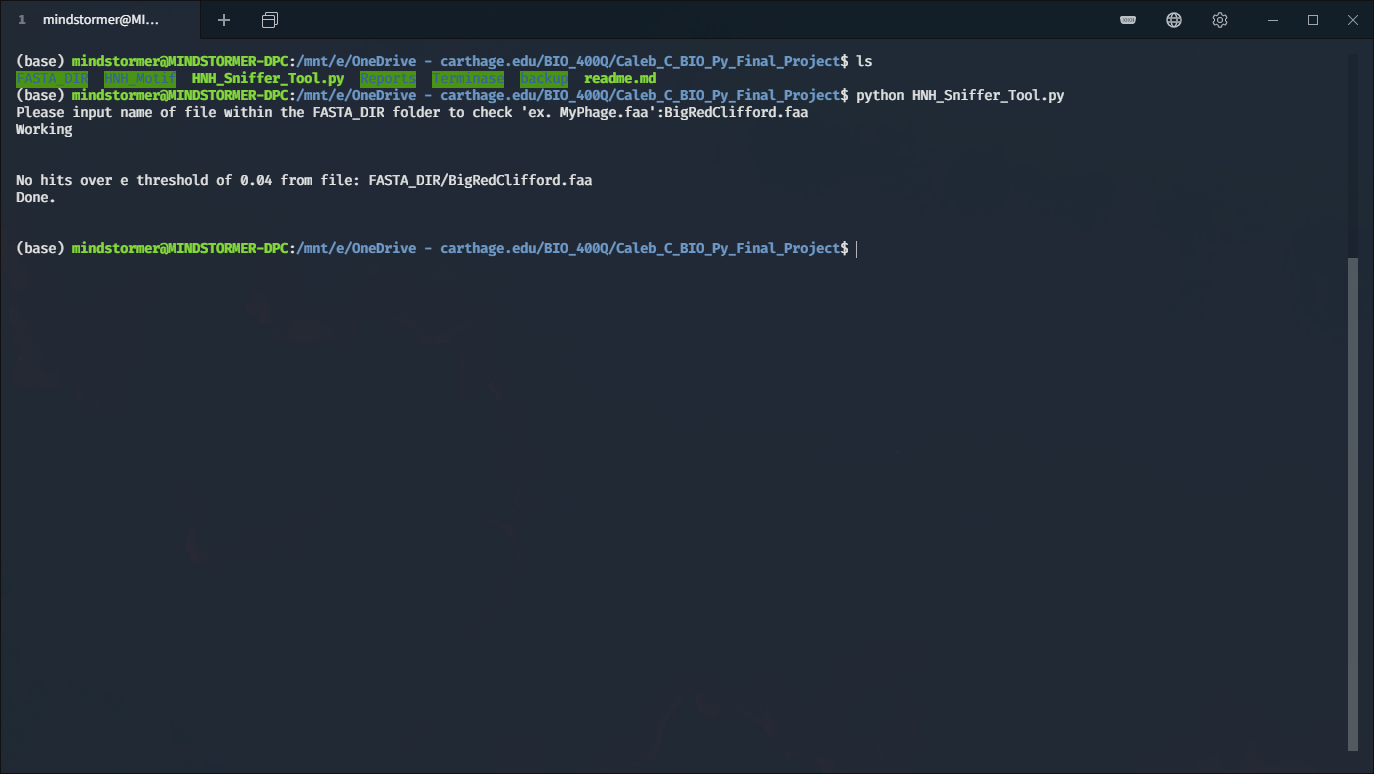 1 mindstormer@MI...
(base) mindstormer@MINDSTORMER-DPC:/mnt/e/OneDrive - carthage.edu/BIO_400Q/Caleb_C_BIO_Py_Final_Project$ ls
FASTA_DIR HNH_Motif HNH_Sniffer_Tool.py Reports Terminase backup readme.md
(base) mindstormer@MINDSTORMER-DPC:/mnt/e/OneDrive - carthage.edu/BIO_400Q/Caleb_C_BIO_Py_Final_Project$ python HNH_Sniffer_Tool.py
Please input name of file within the FASTA_DIR folder to check 'ex. MyPhage.faa':BigRedClifford.faa
Working
No hits over e threshold of 0.04 from file: FASTA_DIR/BigRedClifford.faa
Done.
(base) mindstormer@MINDSTORMER-DPC:/mnt/e/OneDrive - carthage.edu/BIO_400Q/Caleb_C_BIO_Py_Final_Project$